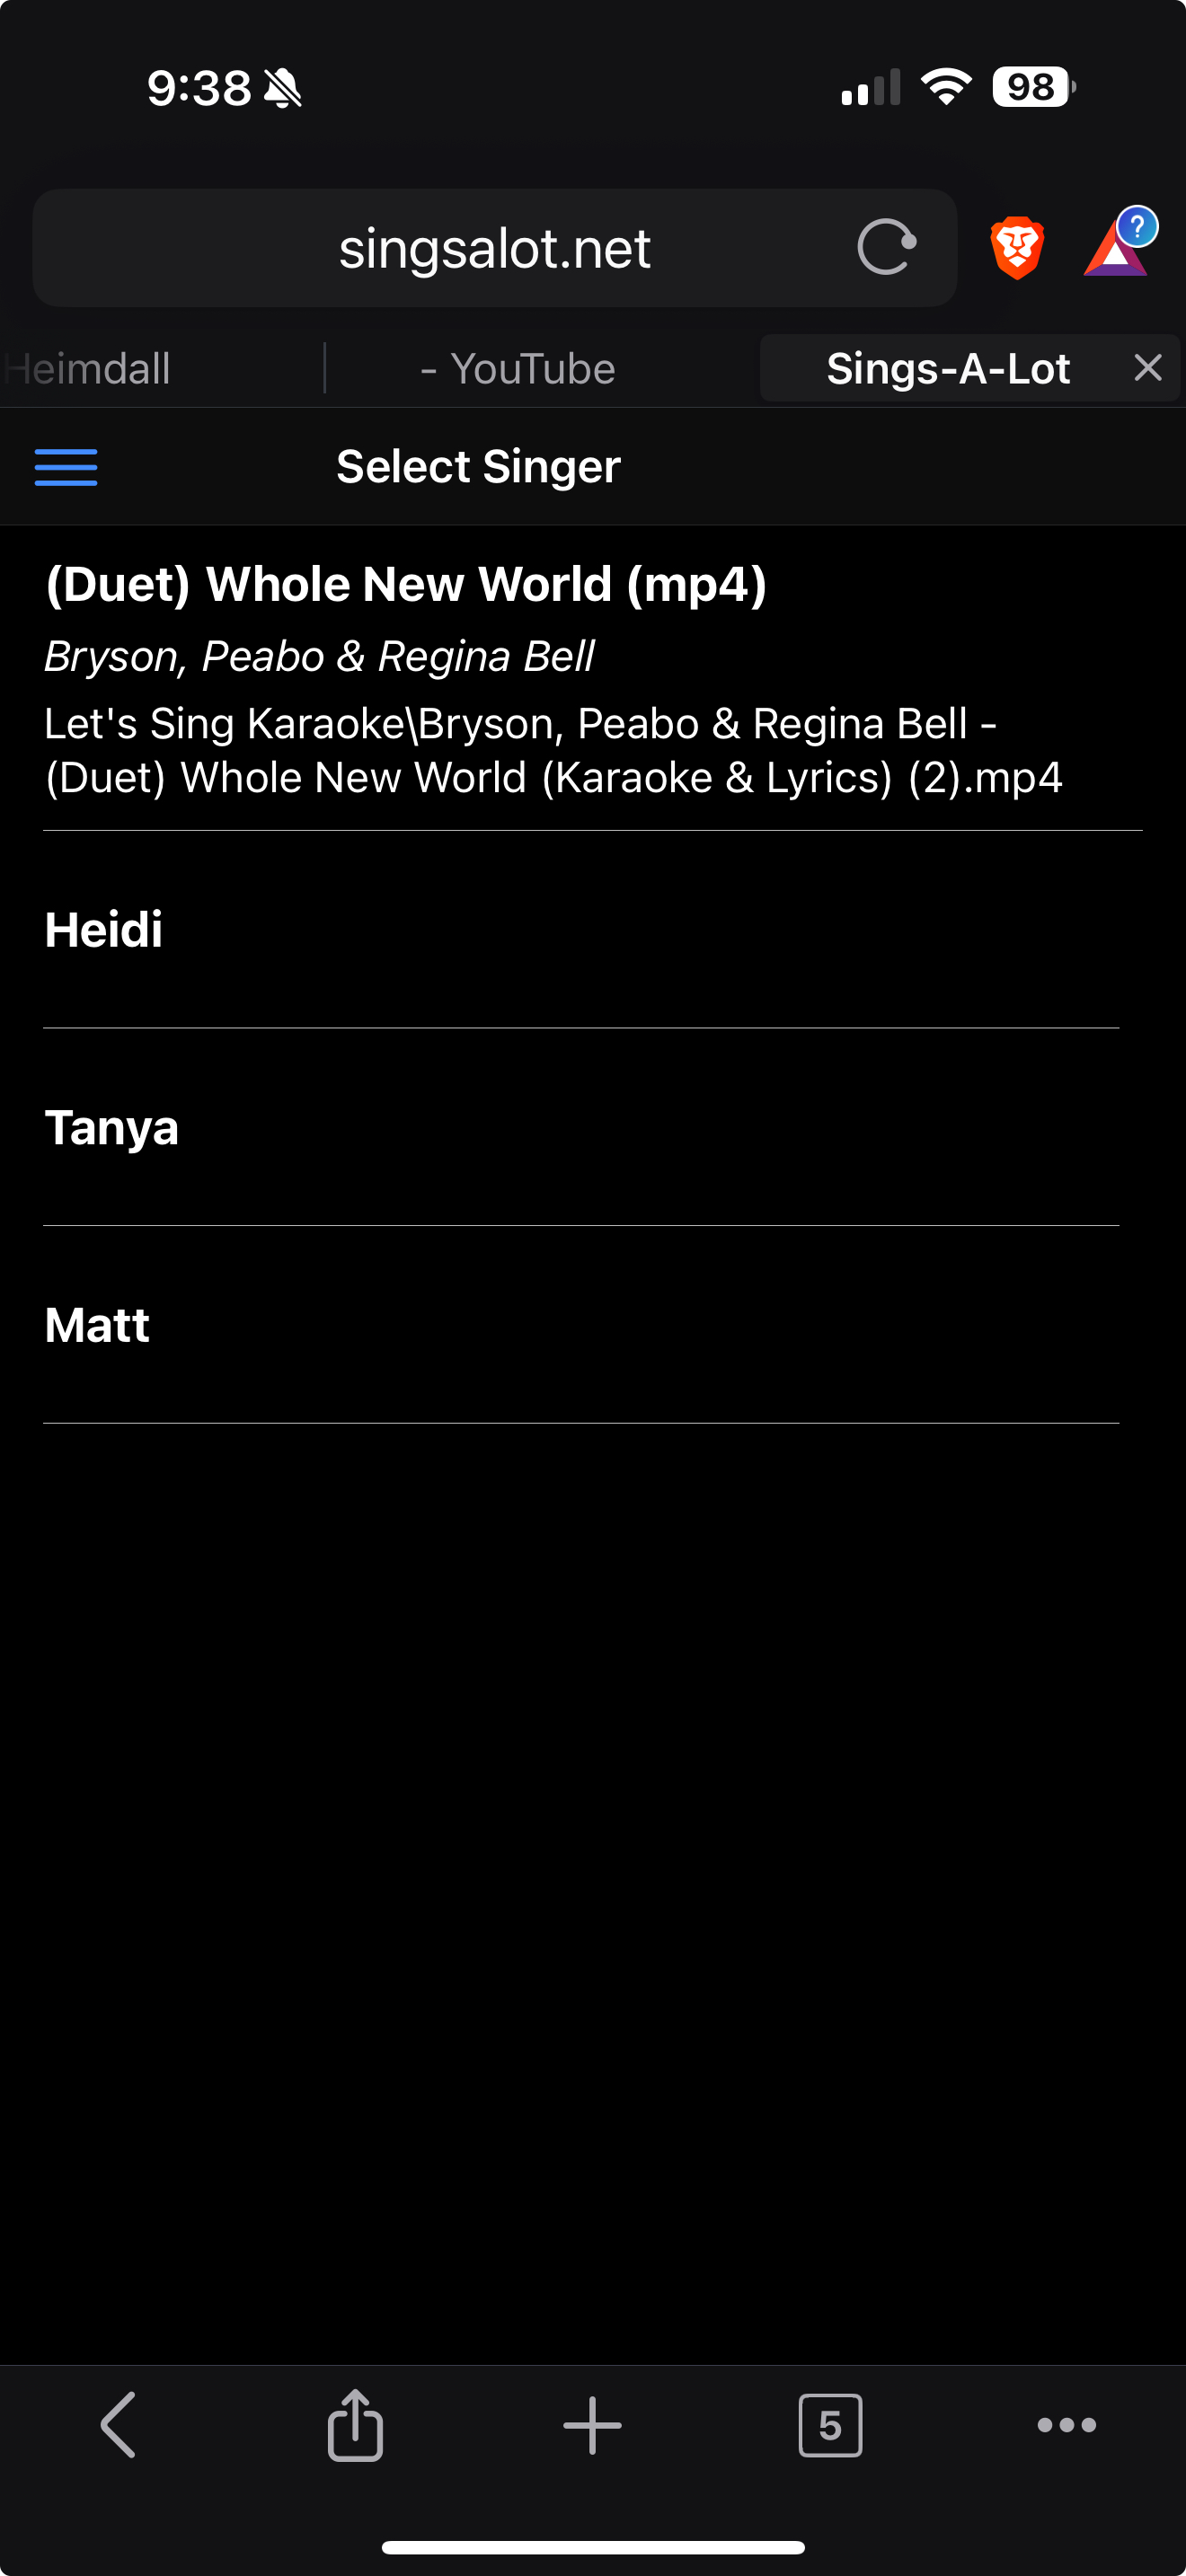 9:38
98
singsalot.net
?
Heimdall
- YouTube
Sings-A-Lot
Select Singer
(Duet) Whole New World (mp4)
Bryson, Peabo & Regina Bell
Let's Sing Karaoke\Bryson, Peabo & Regina Bell -
(Duet) Whole New World (Karaoke & Lyrics) (2).mp4
Heidi
Tanya
Matt
5